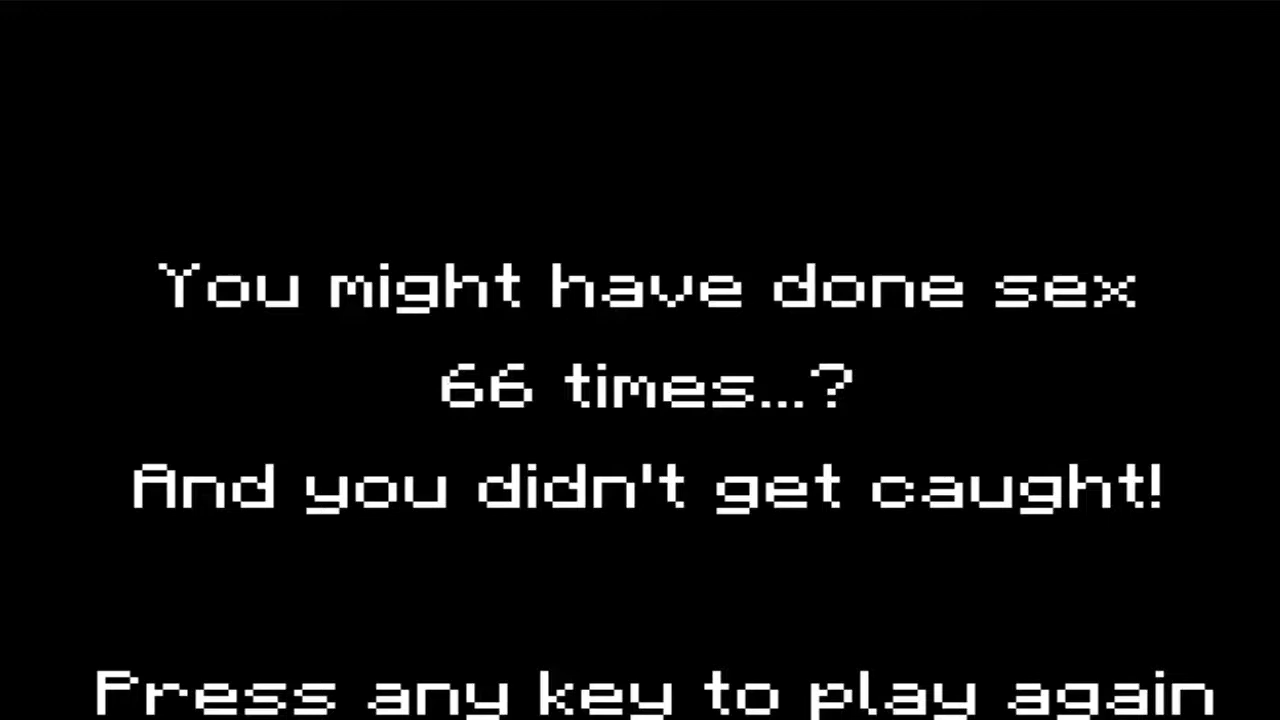 You might have done sex
66 times...?
And you didn't get caught!
Press any key to play again